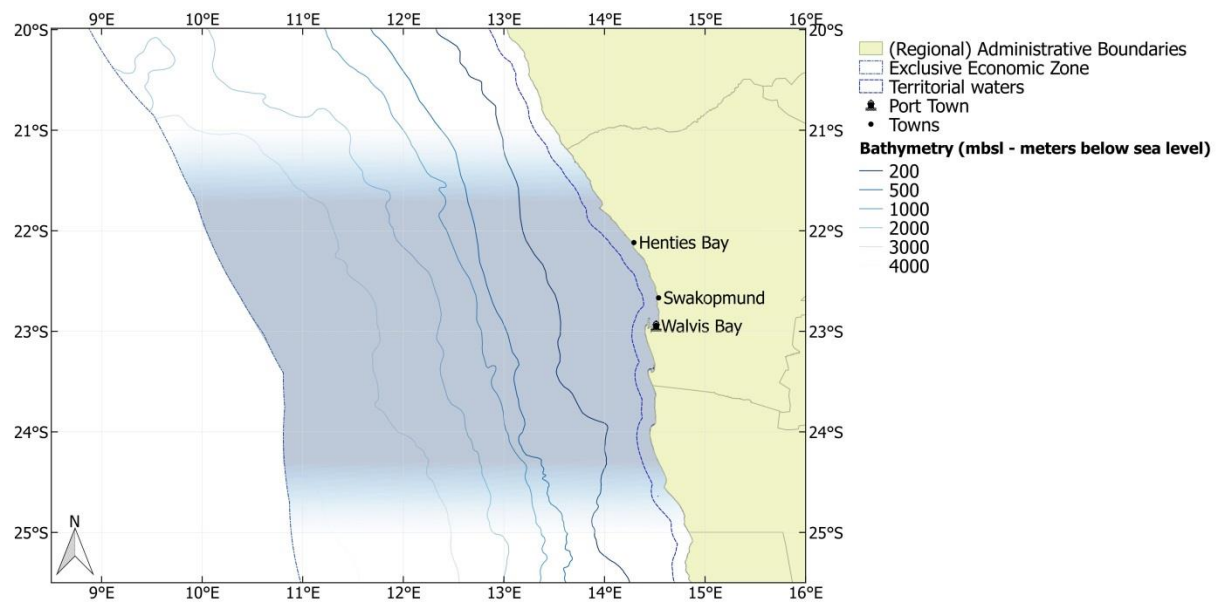 9°E 10°E 11°E 12°E 13°E 14°E 15°E 16°E
20°S 20°S
21°S 21°S
22°S 22°S
23°S 23°S
24°S 24°S
25°S 25°S
Henties Bay
Swakopmund
Walvis Bay
N
9°E 10°E 11°E 12°E 13°E 14°E 15°E 16°E
(Regional) Administrative Boundaries
Exclusive Economic Zone
Territorial waters
Port Town
Towns
Bathymetry (mbsl - meters below sea level)
200
500
1000
2000
3000
4000